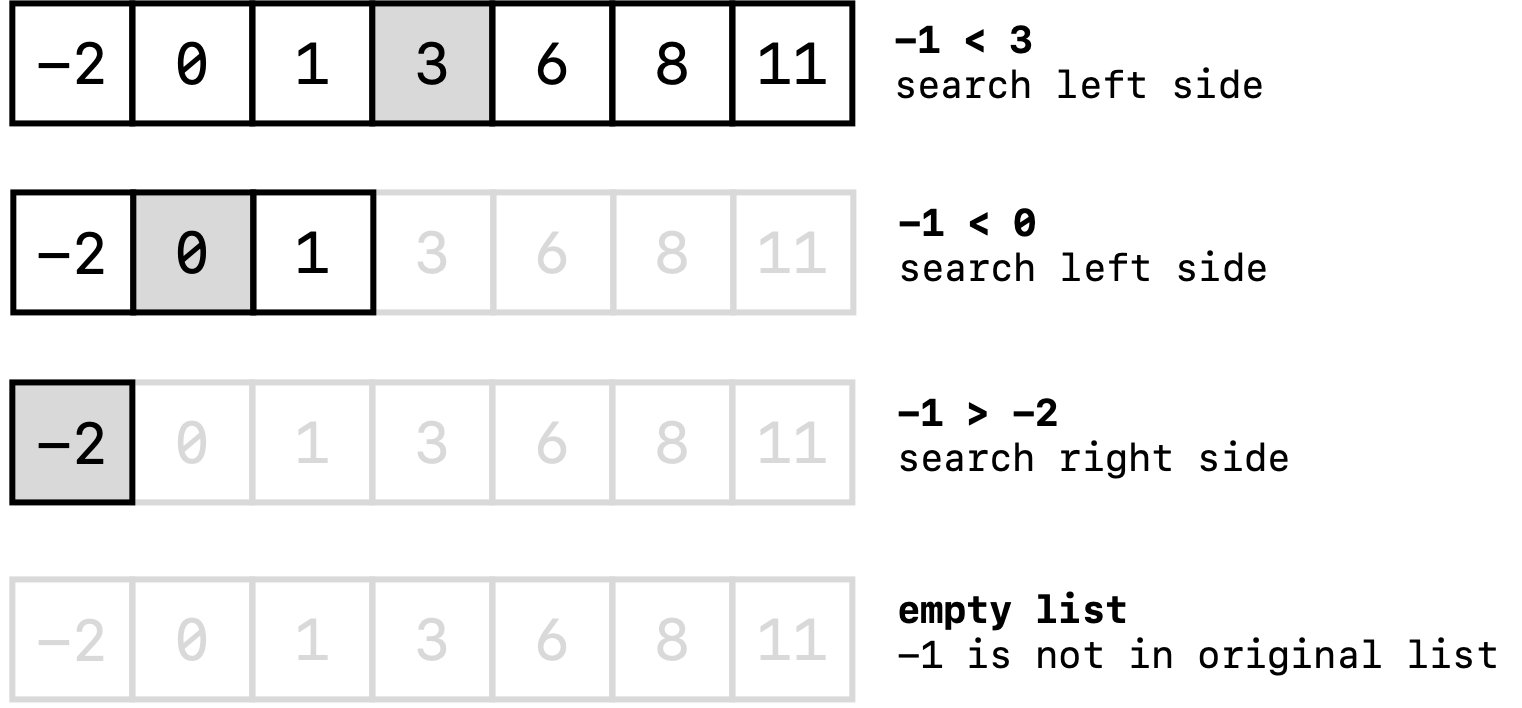 −2 0 1 3 6 8 11
−1 < 3
search left side
−2 0 1 3 6 8 11
−1 < 0
search left side
−2 0 1 3 6 8 11
−1 > −2
search right side
−2 0 1 3 6 8 11
empty list
−1 is not in original list